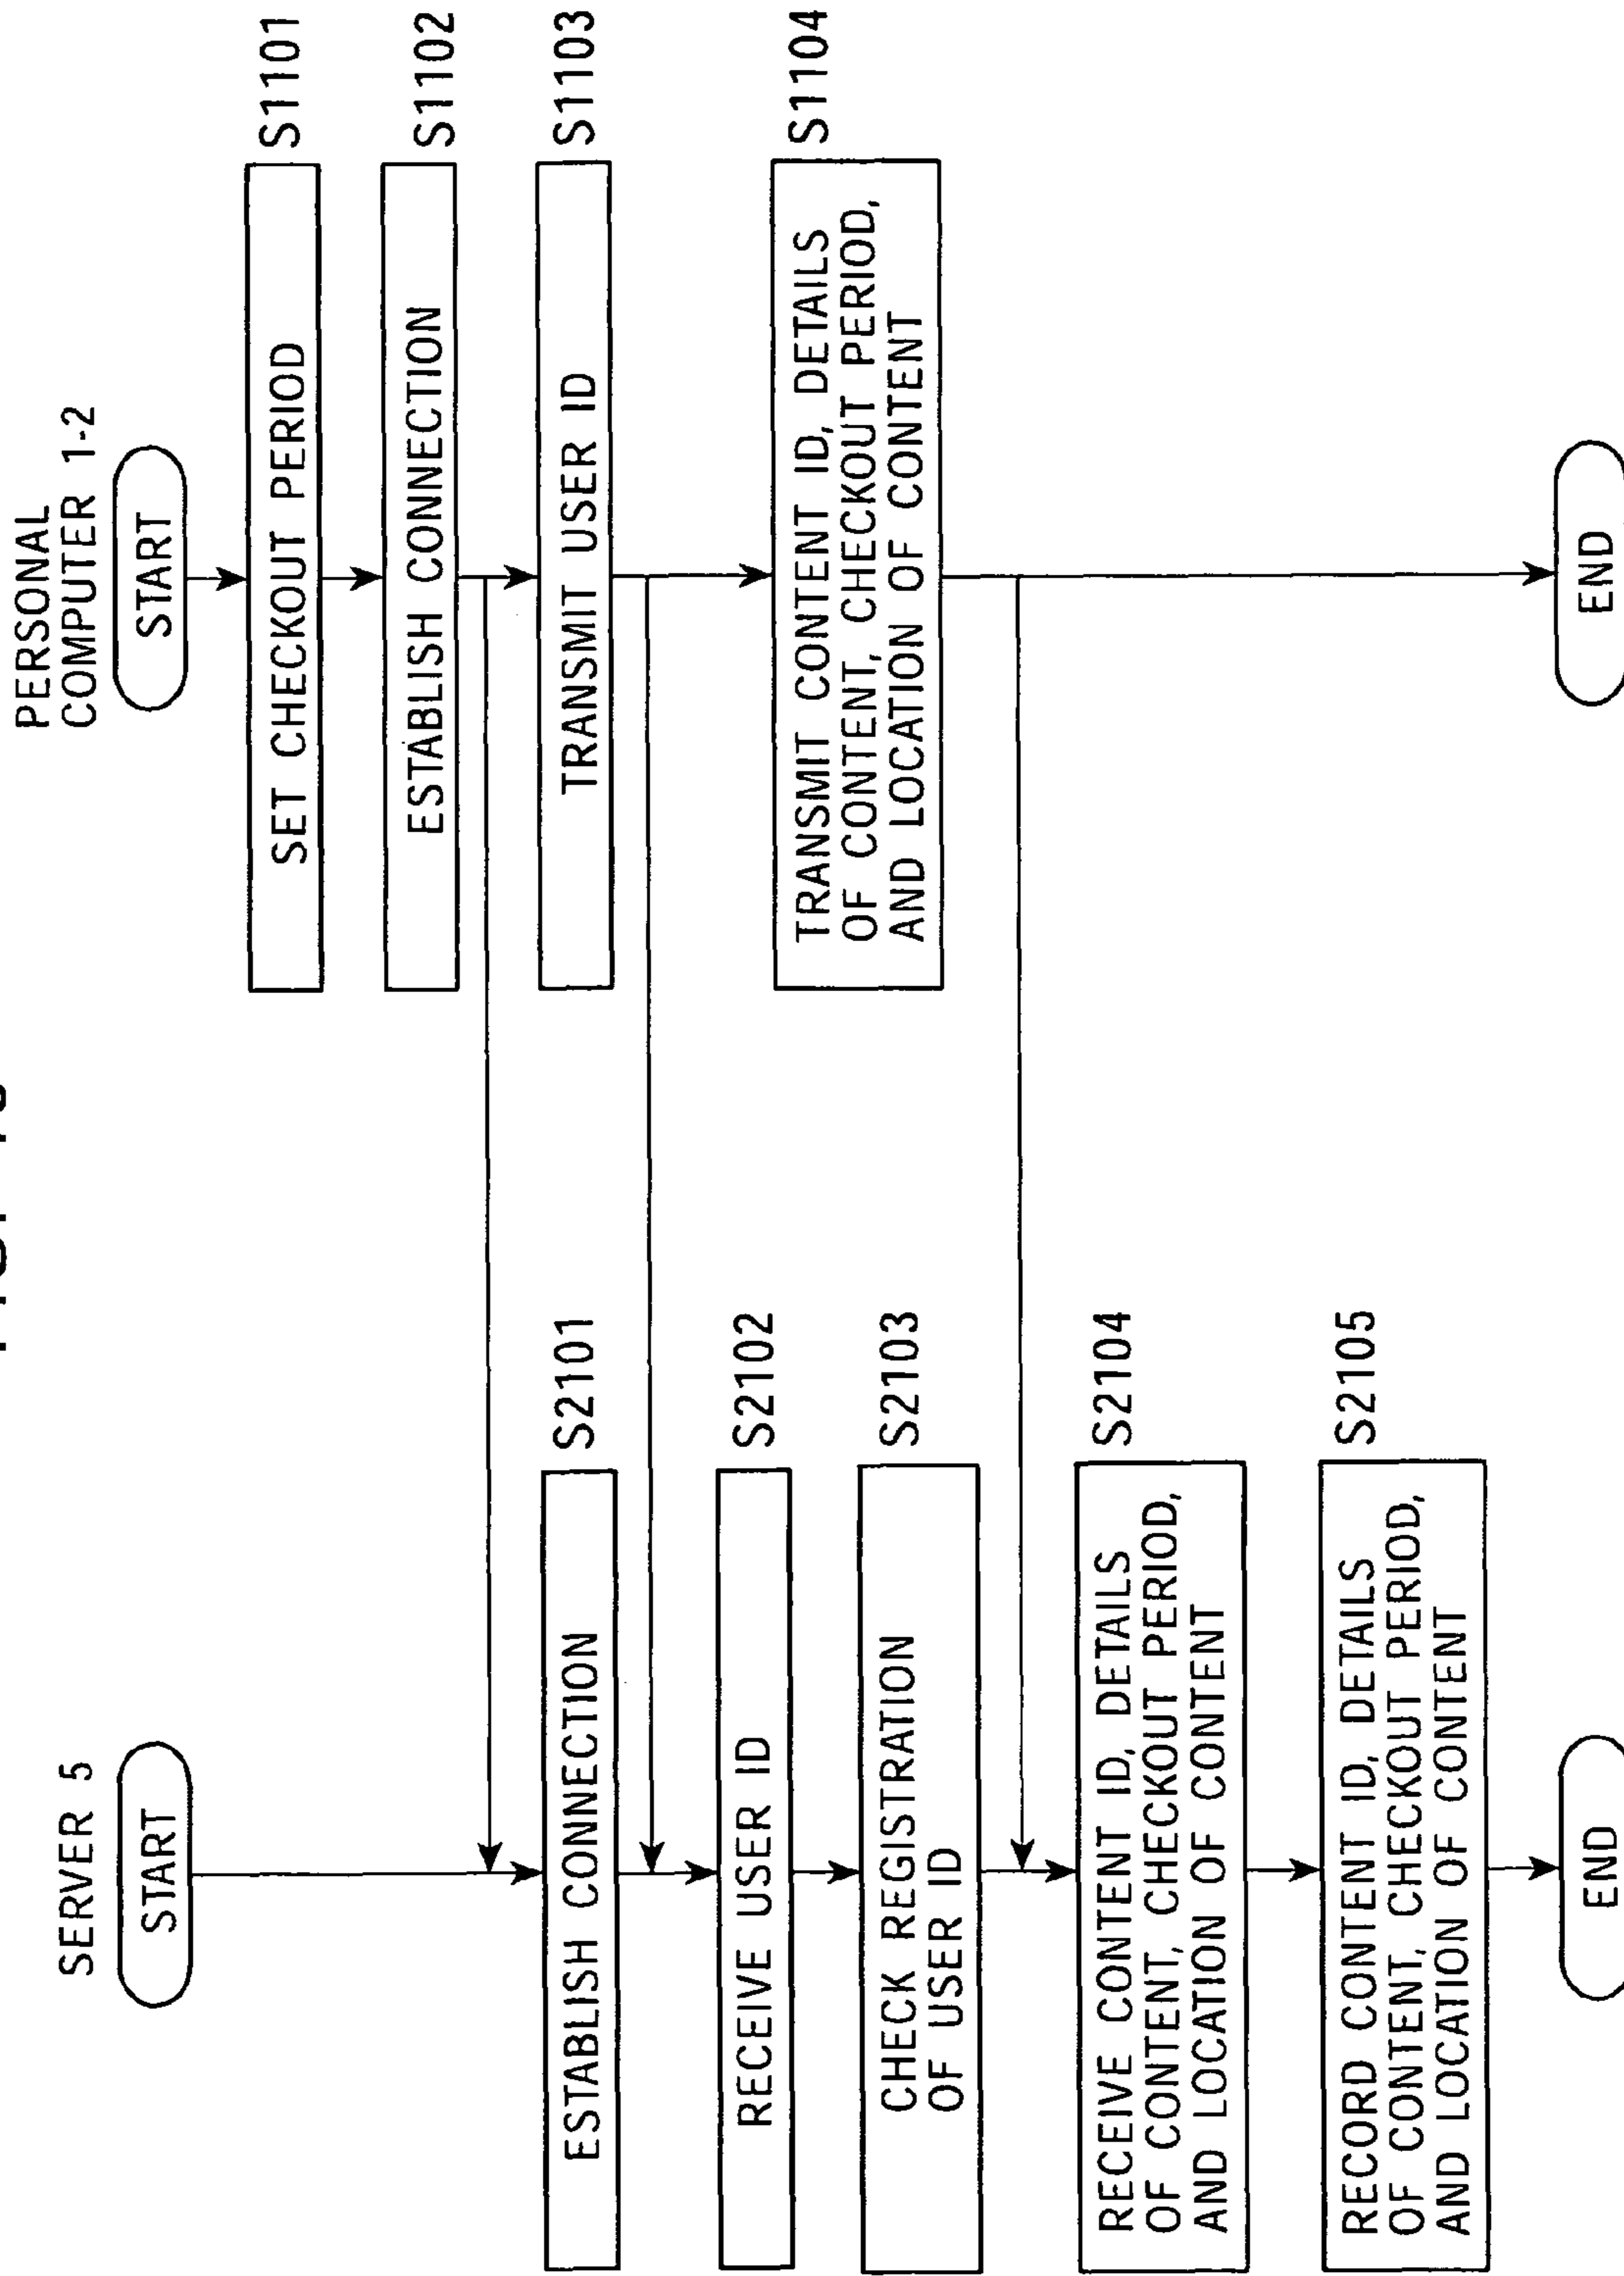 SERVER 5
START
ESTABLISH CONNECTION
S2101
RECEIVE USER ID
S2102
CHECK REGISTRATION
OF USER ID
S2103
RECEIVE CONTENT ID, DETAILS
OF CONTENT, CHECKOUT PERIOD,
AND LOCATION OF CONTENT
S2104
RECORD CONTENT ID, DETAILS
OF CONTENT, CHECKOUT PERIOD,
AND LOCATION OF CONTENT
S2105
END
PERSONAL
COMPUTER 1-2
START
SET CHECKOUT PERIOD
S1101
ESTABLISH CONNECTION
S1102
TRANSMIT USER ID
S1103
TRANSMIT CONTENT ID, DETAILS
OF CONTENT, CHECKOUT PERIOD,
AND LOCATION OF CONTENT
S1104
END